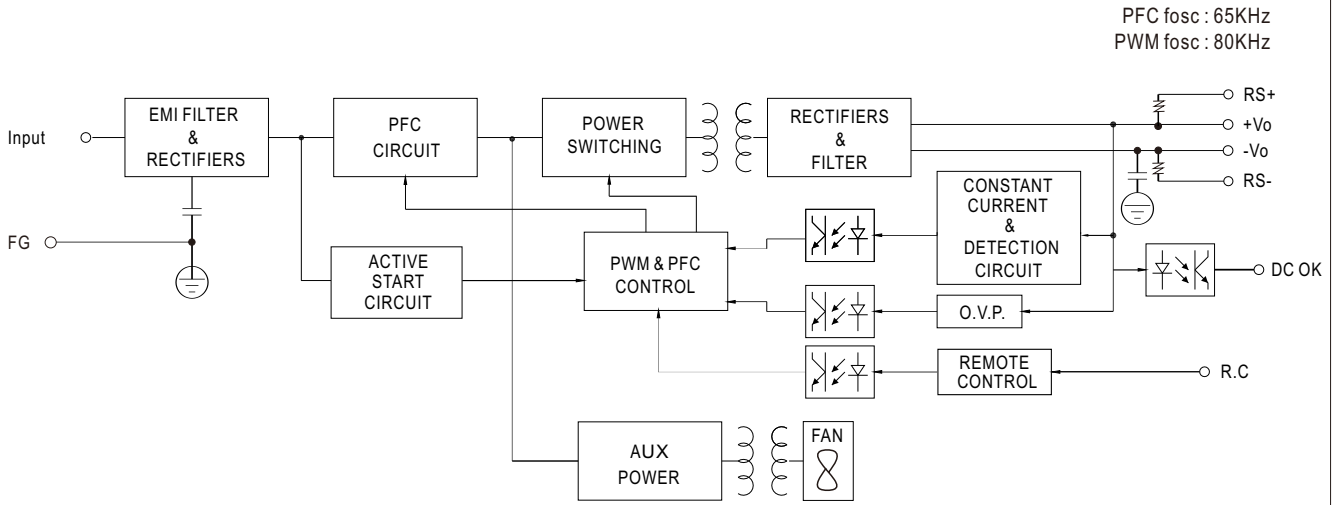 PFC fosc : 65KHz
PWM fosc : 80KHz
Input
EMI FILTER
&
RECTIFIERS
PFC
CIRCUIT
POWER
SWITCHING
RECTIFIERS
&
FILTER
RS+
+Vo
-Vo
RS-
FG
ACTIVE
START
CIRCUIT
PWM & PFC
CONTROL
CONSTANT
CURRENT
&
DETECTION
CIRCUIT
DC OK
O.V.P.
REMOTE
CONTROL
R.C
AUX
POWER
FAN